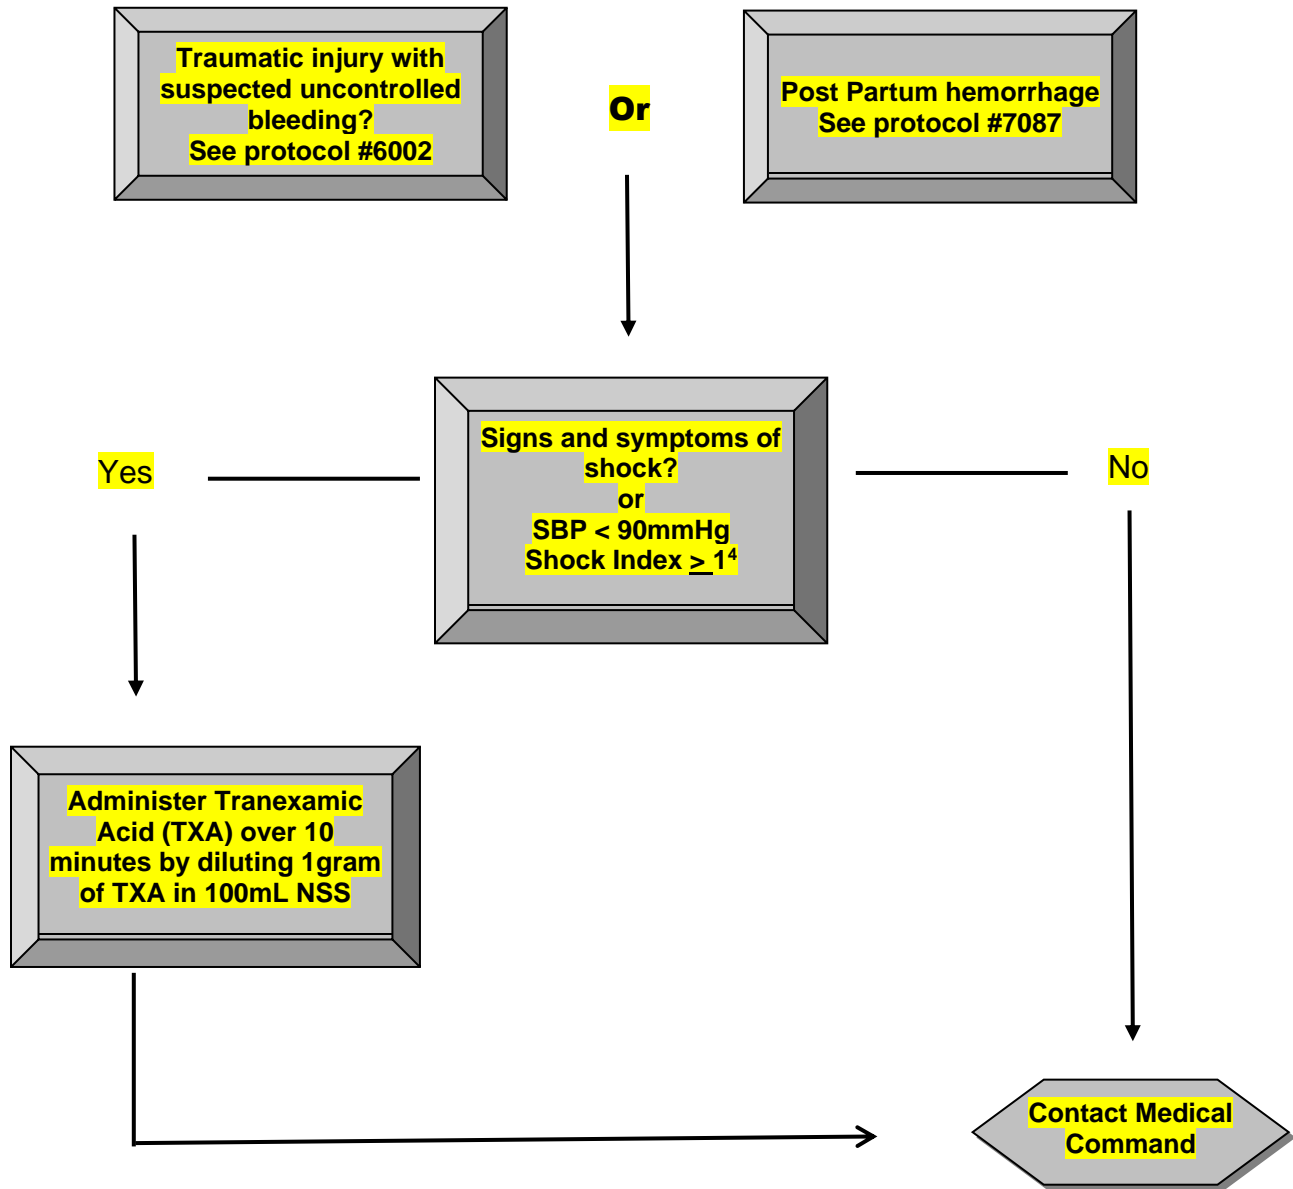 Traumatic injury with
suspected uncontrolled
bleeding?
See protocol #6002
Or
Post Partum hemorrhage
See protocol #7087
Signs and symptoms of
shock?
or
SBP < 90mmHg
Shock Index > 1⁴
Yes
No
Administer Tranexamic
Acid (TXA) over 10
minutes by diluting 1gram
of TXA in 100mL NSS
Contact Medical
Command